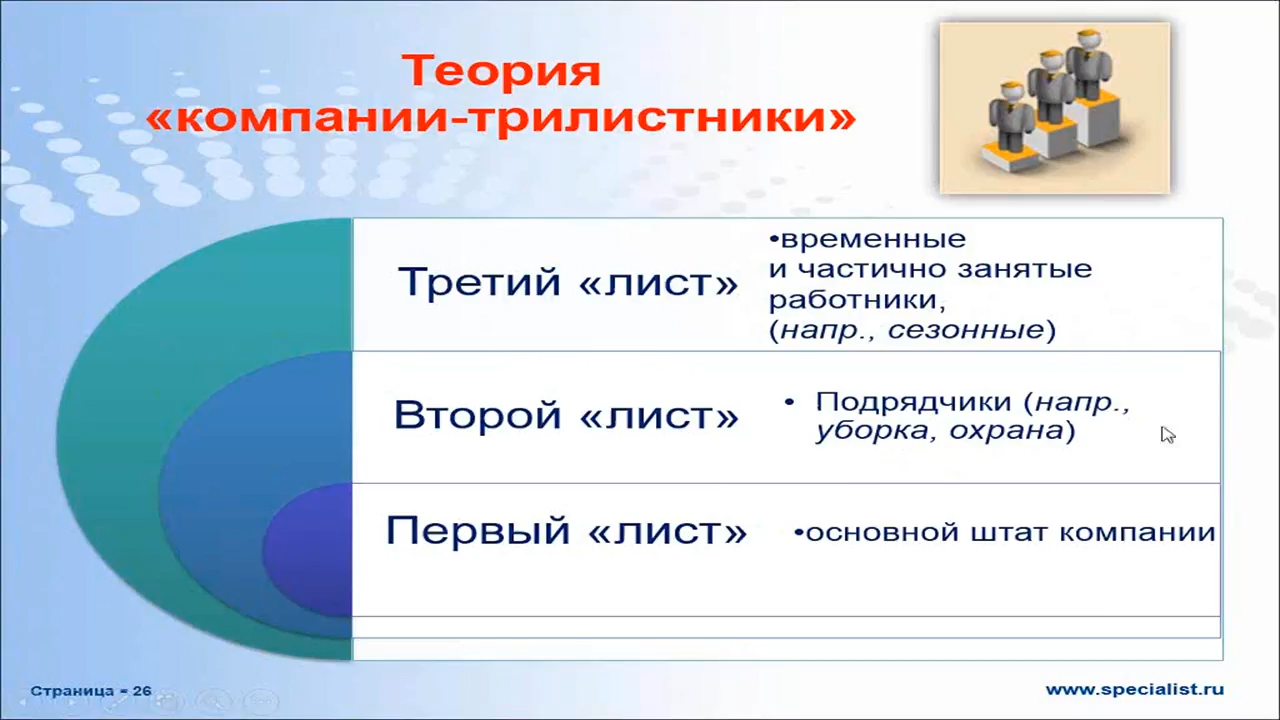 Теория
«компании-трилистники»
Третий «лист»
•временные
и частично занятые
работники,
(напр., сезонные)
Второй «лист»
• Подрядчики (напр.,
уборка, охрана)
Первый «лист»
•основной штат компании
Страница = 26
www.specialist.ru